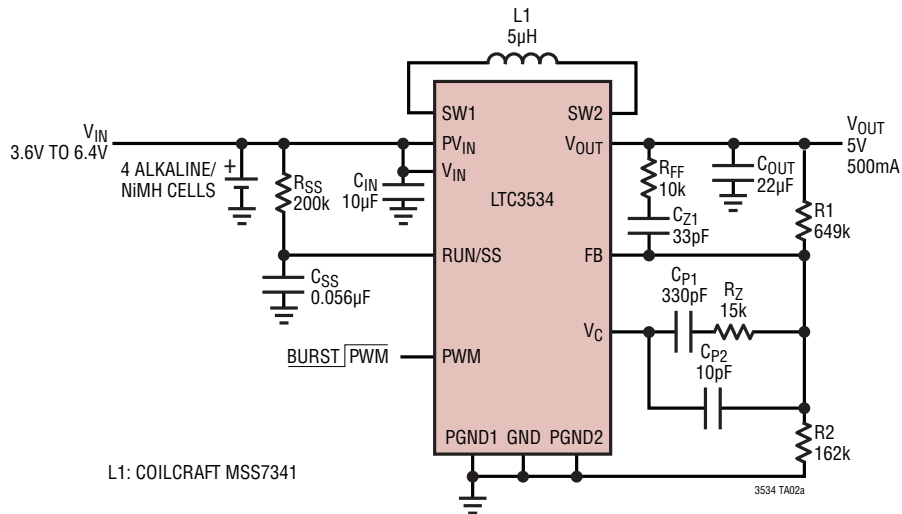 L1
5µH
SW1
SW2
V_IN
3.6V TO 6.4V
PV_IN
V_OUT
V_OUT
5V
500mA
4 ALKALINE/
NiMH CELLS
+
R_SS
200k
V_IN
C_IN
10µF
LTC3534
R_FF
10k
C_OUT
22µF
C_Z1
33pF
R1
649k
RUN/SS
FB
C_SS
0.056µF
C_P1
330pF
R_Z
15k
V_C
BURST PWM
PWM
C_P2
10pF
PGND1 GND PGND2
R2
162k
L1: COILCRAFT MSS7341
3534 TA02a